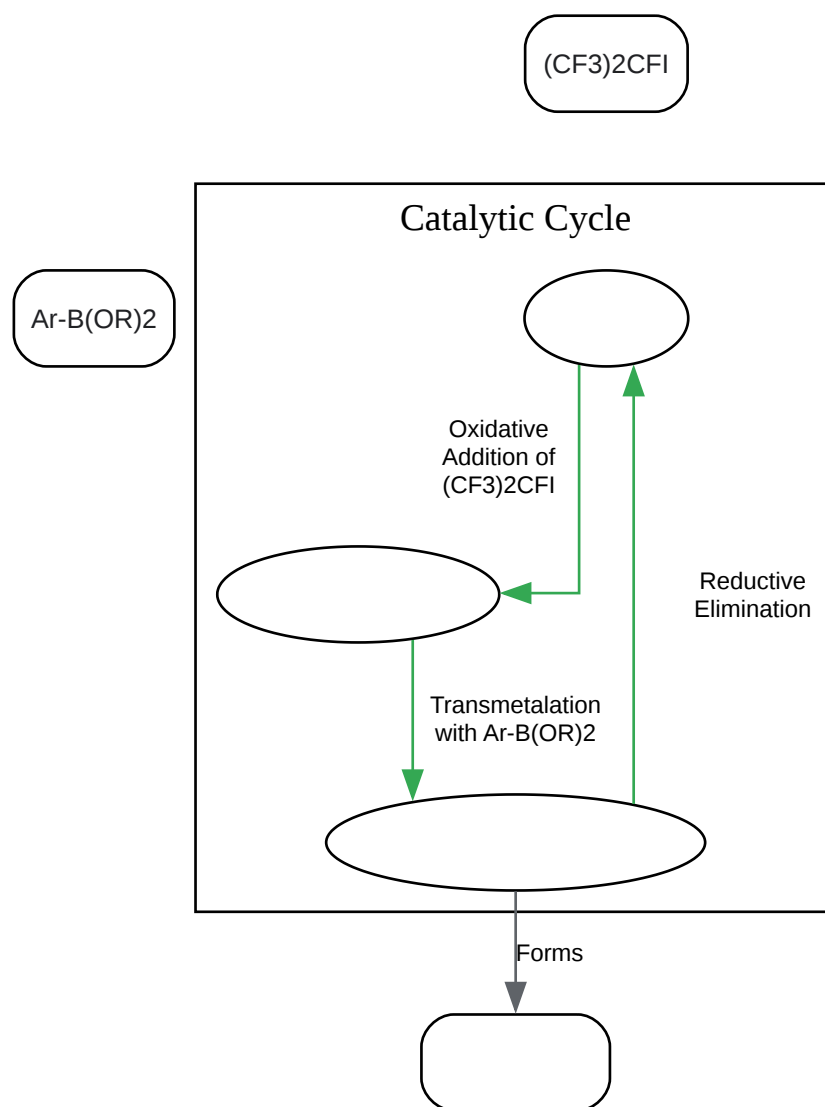 (CF3)2CFI
Catalytic Cycle
Ar-B(OR)2
Oxidative
Addition of
(CF3)2CFI
Reductive
Elimination
Transmetalation
with Ar-B(OR)2
Forms